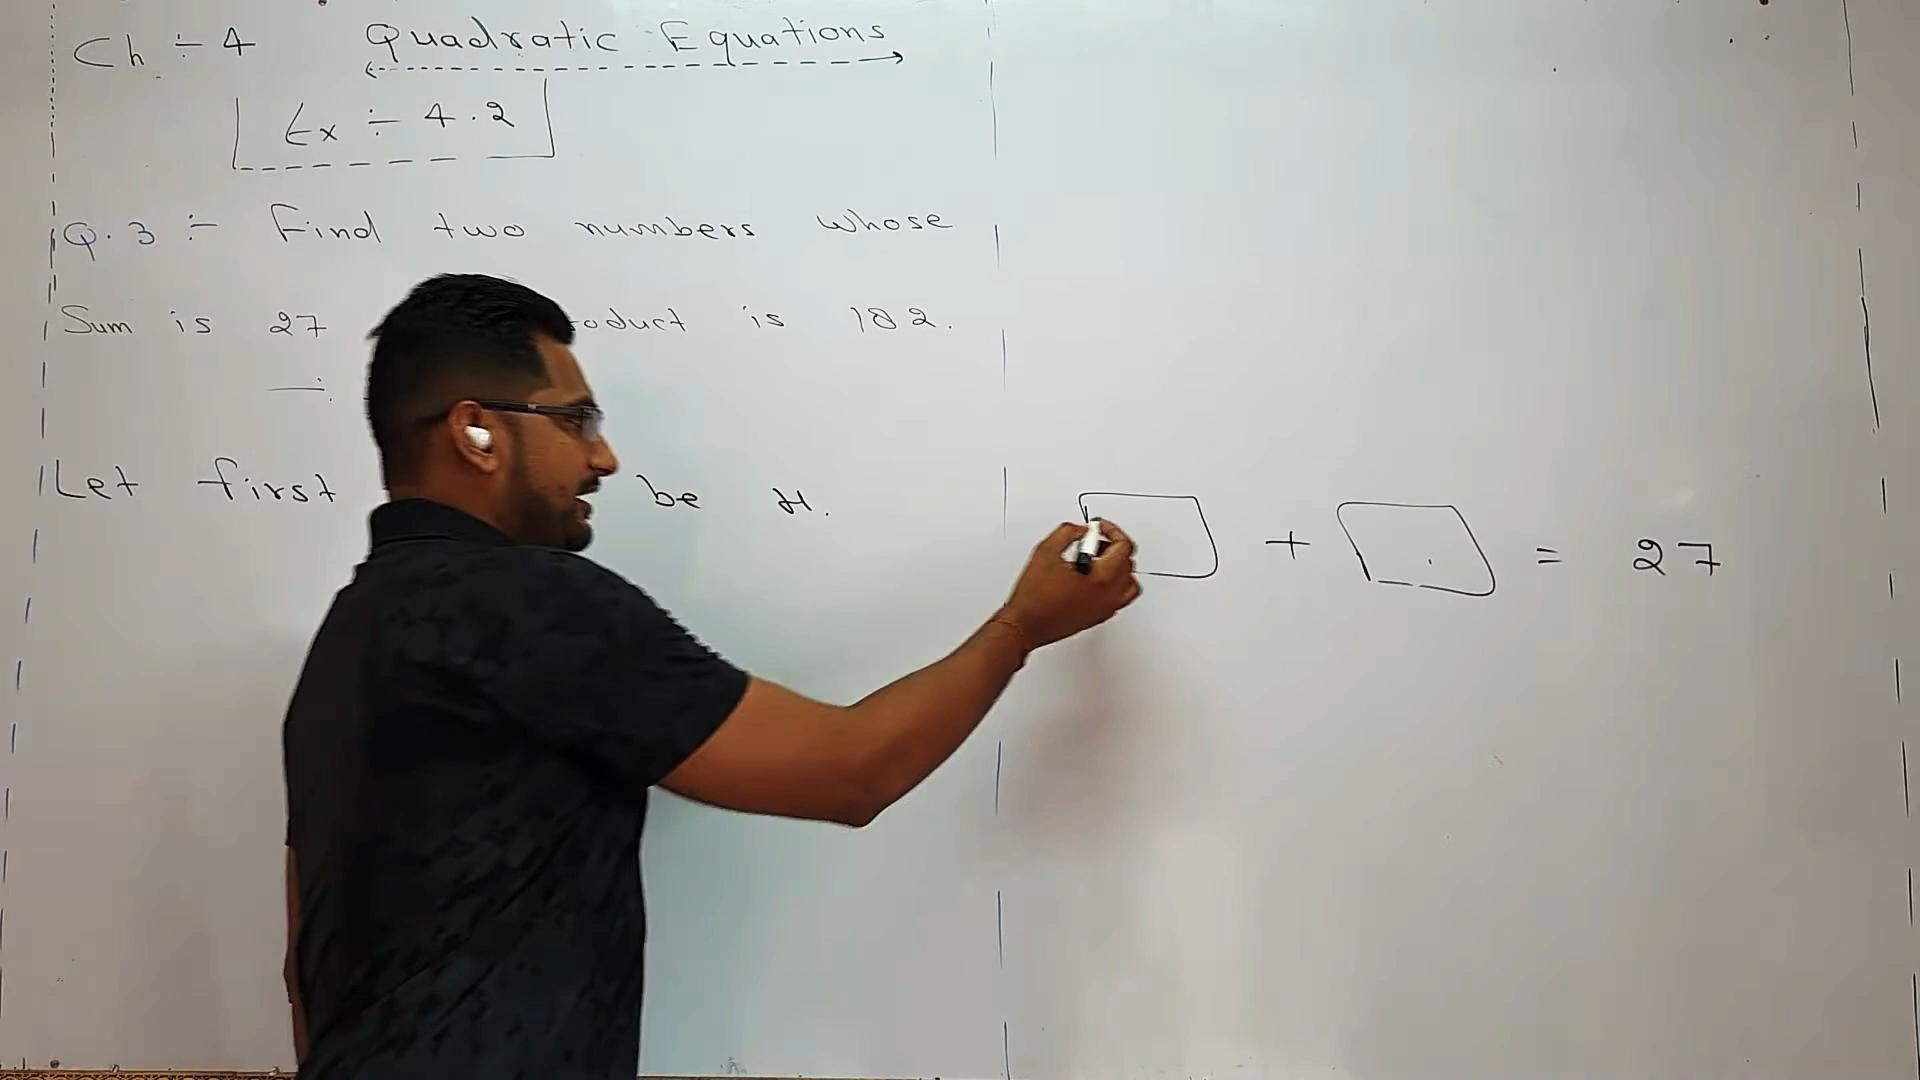 Ch ÷ 4 Quadratic Equations
Ex ÷ 4.2
Q.3 :- Find two numbers whose
Sum is 27 oduct is 182.
Let first be x.
+ = 27